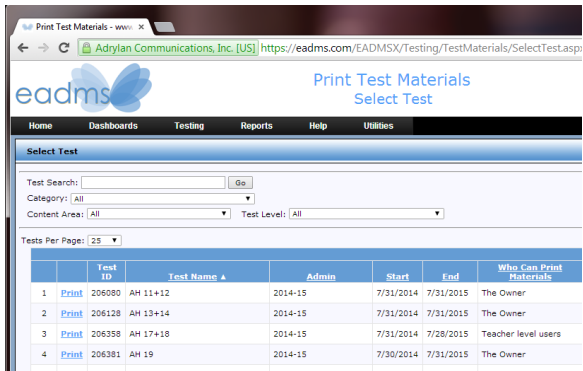 Print Test Materials - www.
Adrylan Communications, Inc. [US] https://eadms.com/EADMSX/Testing/TestMaterials/SelectTest.aspx
eadms
Print Test Materials
Select Test
Home Dashboards Testing Reports Help Utilities
Select Test
Test Search: Go
Category: All
Content Area: All Test Level: All
Tests Per Page: 25
Test ID Test Name ▲ Admin Start End Who Can Print Materials
1 Print 206080 AH 11+12 2014-15 7/31/2014 7/31/2015 The Owner
2 Print 206128 AH 13+14 2014-15 7/31/2014 7/31/2015 The Owner
3 Print 206358 AH 17+18 2014-15 7/31/2014 7/28/2015 Teacher level users
4 Print 206381 AH 19 2014-15 7/30/2014 7/31/2015 The Owner